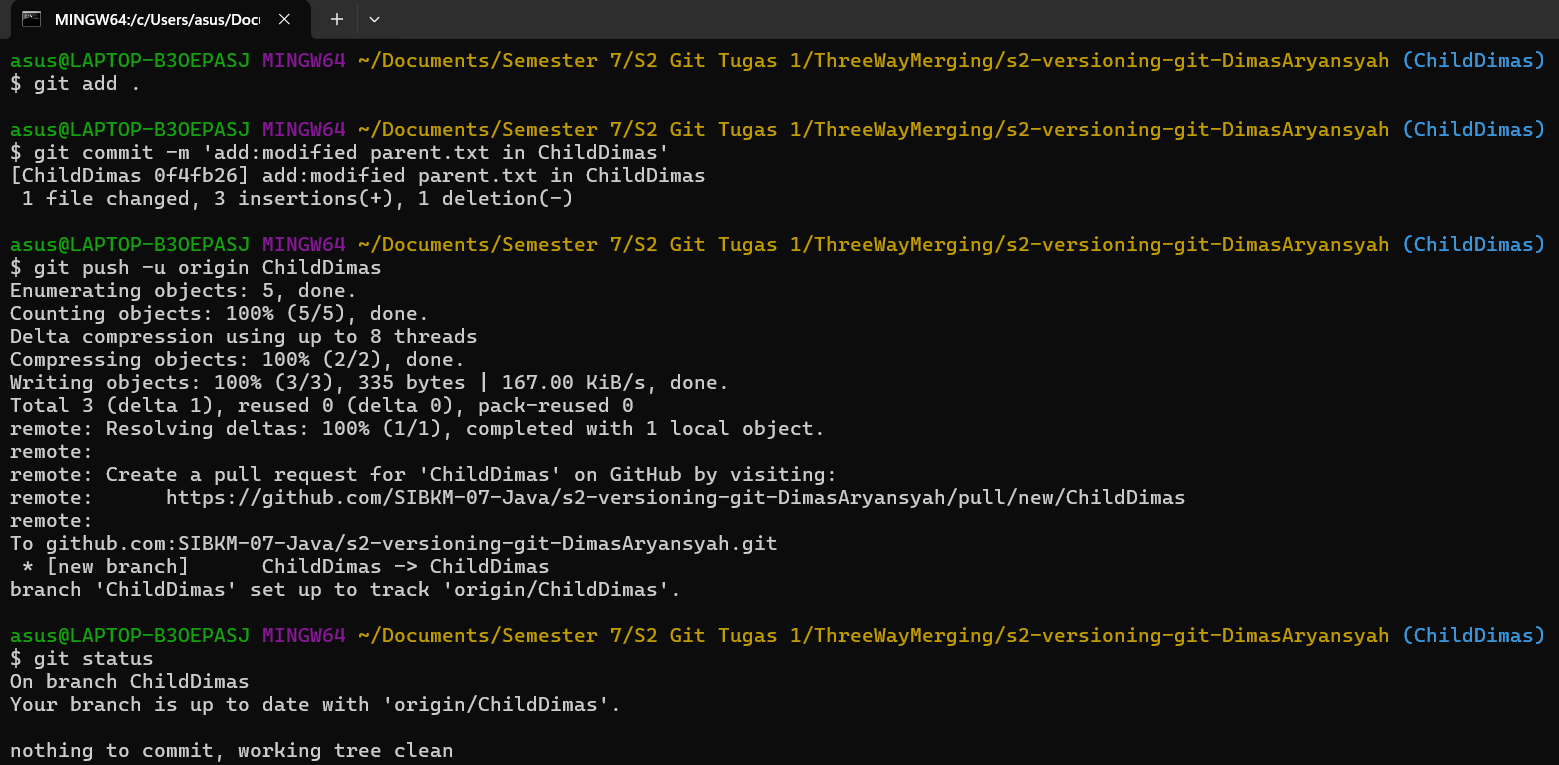 MINGW64:/c/Users/asus/Docu
asus@LAPTOP-B3OEPASJ MINGW64 ~/Documents/Semester 7/S2 Git Tugas 1/ThreeWayMerging/s2-versioning-git-DimasAryansyah (ChildDimas)
$ git add .
asus@LAPTOP-B3OEPASJ MINGW64 ~/Documents/Semester 7/S2 Git Tugas 1/ThreeWayMerging/s2-versioning-git-DimasAryansyah (ChildDimas)
$ git commit -m 'add:modified parent.txt in ChildDimas'
[ChildDimas 0f4fb26] add:modified parent.txt in ChildDimas
 1 file changed, 3 insertions(+), 1 deletion(-)
asus@LAPTOP-B3OEPASJ MINGW64 ~/Documents/Semester 7/S2 Git Tugas 1/ThreeWayMerging/s2-versioning-git-DimasAryansyah (ChildDimas)
$ git push -u origin ChildDimas
Enumerating objects: 5, done.
Counting objects: 100% (5/5), done.
Delta compression using up to 8 threads
Compressing objects: 100% (2/2), done.
Writing objects: 100% (3/3), 335 bytes | 167.00 KiB/s, done.
Total 3 (delta 1), reused 0 (delta 0), pack-reused 0
remote: Resolving deltas: 100% (1/1), completed with 1 local object.
remote:
remote: Create a pull request for 'ChildDimas' on GitHub by visiting:
remote:      https://github.com/SIBKM-07-Java/s2-versioning-git-DimasAryansyah/pull/new/ChildDimas
remote:
To github.com:SIBKM-07-Java/s2-versioning-git-DimasAryansyah.git
 * [new branch]      ChildDimas -> ChildDimas
branch 'ChildDimas' set up to track 'origin/ChildDimas'.
asus@LAPTOP-B3OEPASJ MINGW64 ~/Documents/Semester 7/S2 Git Tugas 1/ThreeWayMerging/s2-versioning-git-DimasAryansyah (ChildDimas)
$ git status
On branch ChildDimas
Your branch is up to date with 'origin/ChildDimas'.
nothing to commit, working tree clean